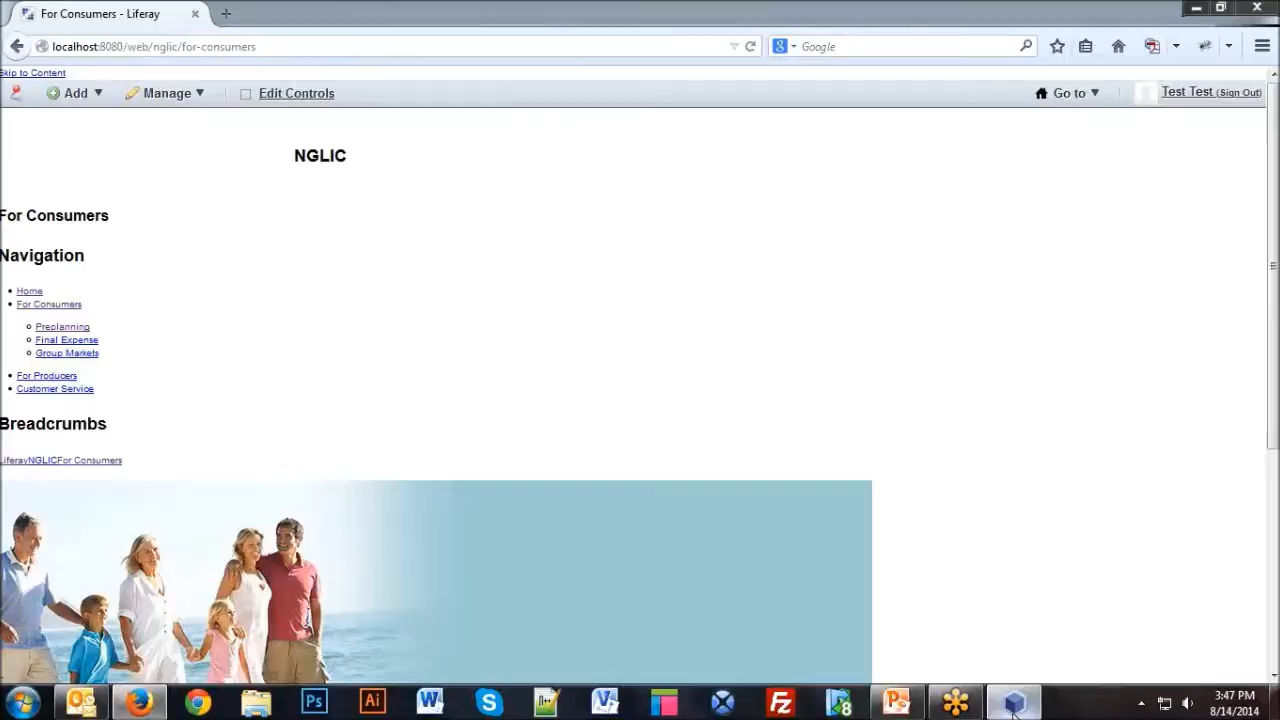 For Consumers - Liferay
localhost:8080/web/nglic/for-consumers
Google
Skip to Content
Add
Manage
Edit Controls
Go to
Test Test (Sign Out)
NGLIC
For Consumers
Navigation
Home
For Consumers
Preplanning
Final Expense
Group Markets
For Producers
Customer Service
Breadcrumbs
LiferayNGLICFor Consumers
Ps
Ai
3:47 PM
8/14/2014